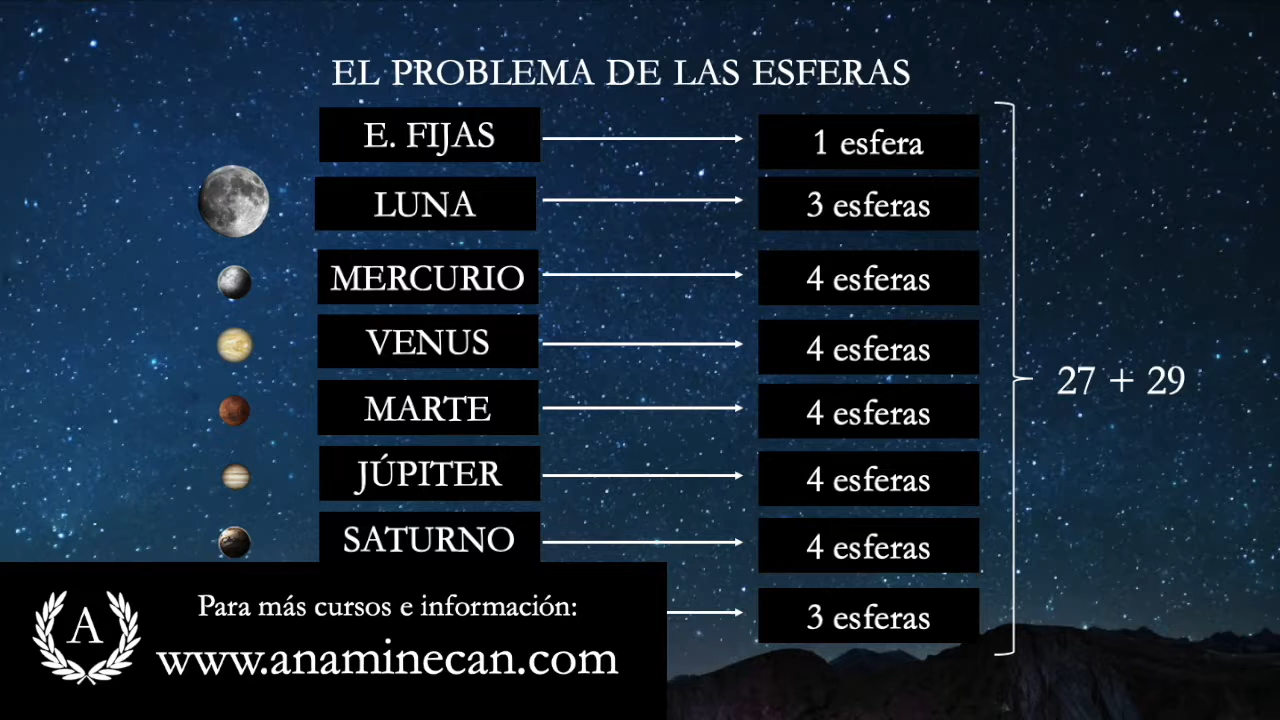 EL PROBLEMA DE LAS ESFERAS
E. FIJAS
1 esfera
LUNA
3 esferas
MERCURIO
4 esferas
VENUS
4 esferas
MARTE
4 esferas
27 + 29
JÚPITER
4 esferas
SATURNO
4 esferas
3 esferas
A
Para más cursos e información:
www.anaminecan.com